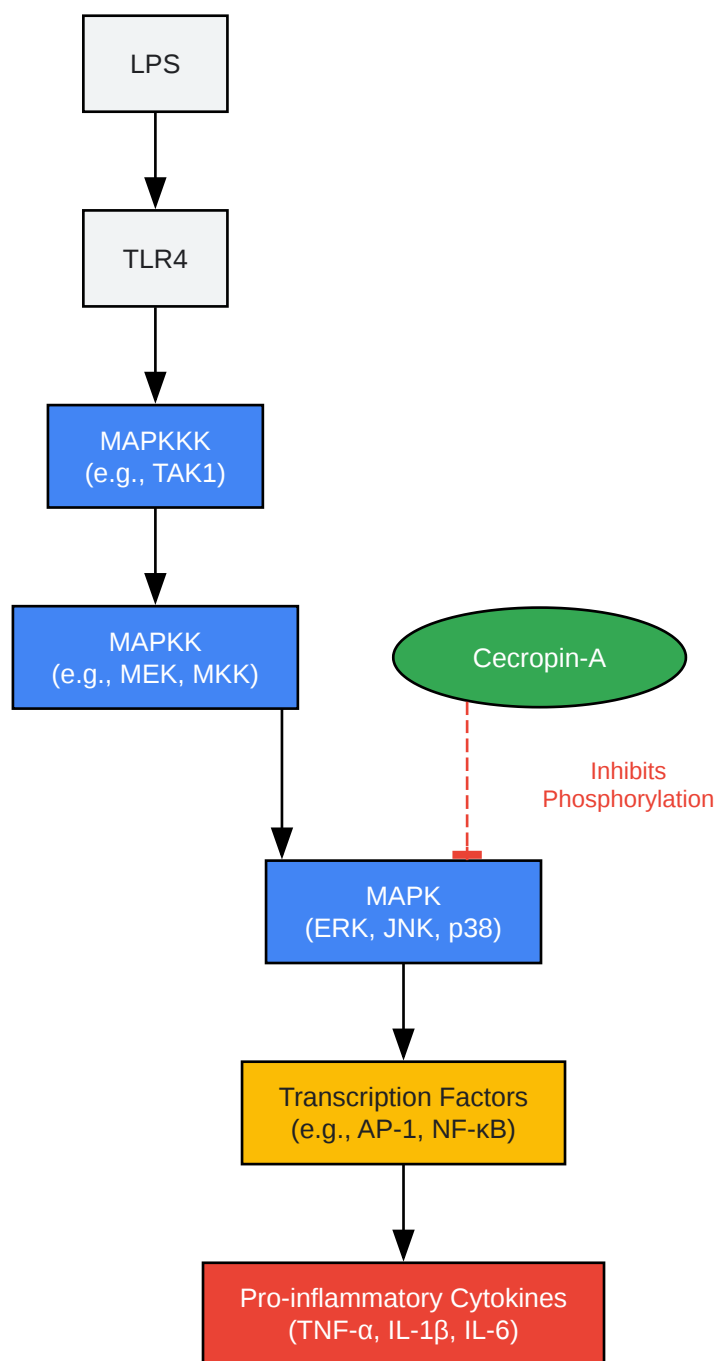 LPS
TLR4
MAPKKK
(e.g., TAK1)
MAPKK
(e.g., MEK, MKK)
Cecropin-A
Inhibits
Phosphorylation
MAPK
(ERK, JNK, p38)
Transcription Factors
(e.g., AP-1, NF-κB)
Pro-inflammatory Cytokines
(TNF-α, IL-1β, IL-6)